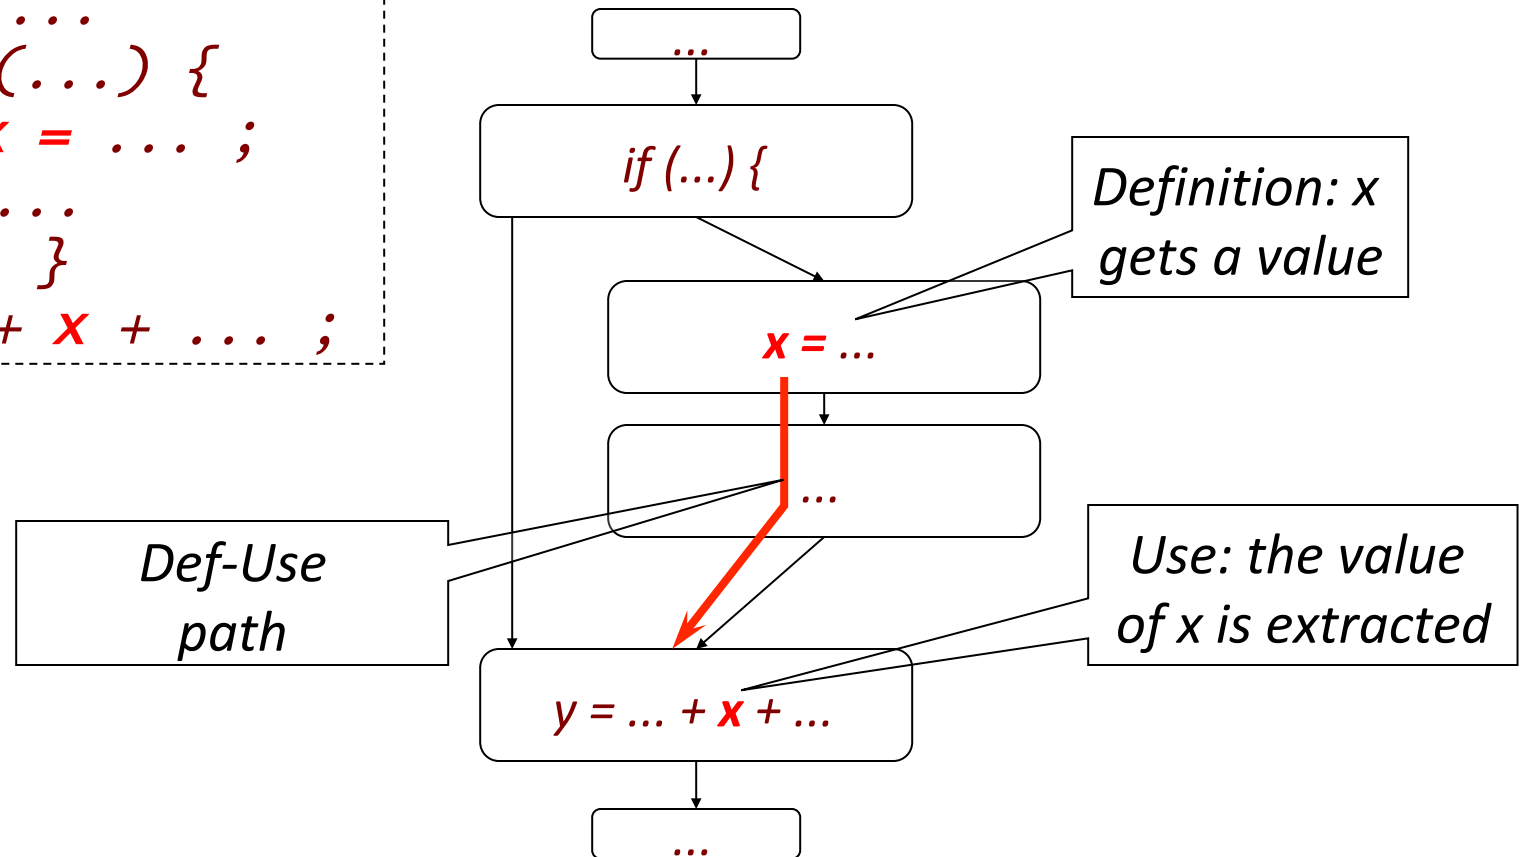 ...
(...) {
x = ... ;
...
}
+ x + ... ;
...
if (...) {
Definition: x
gets a value
x = ...
...
Def-Use
path
Use: the value
of x is extracted
y = ... + x + ...
...